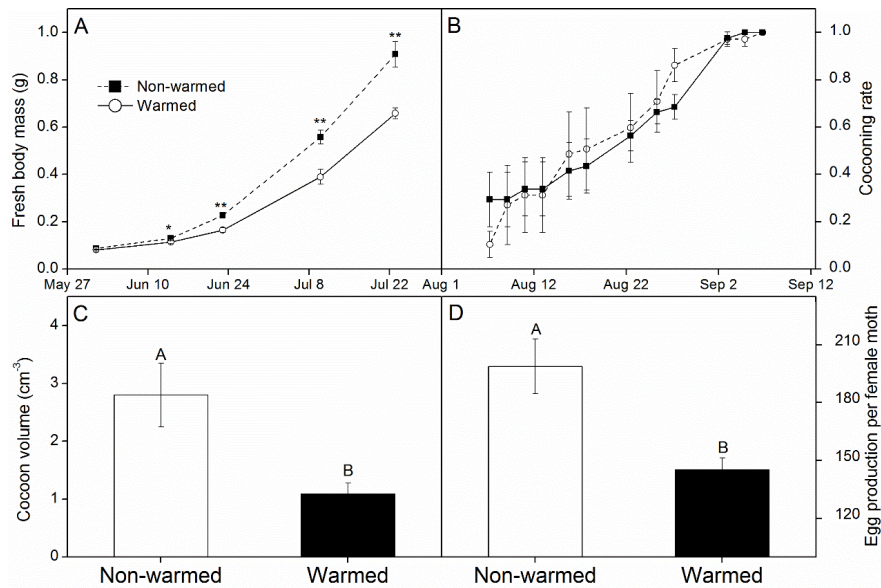 A
B
1.0
0.8
0.6
0.4
0.2
0.0
Fresh body mass (g)
Non-warmed
Warmed
*
**
**
**
1.0
0.8
0.6
0.4
0.2
0.0
Cocooning rate
May 27
Jun 10
Jun 24
Jul 8
Jul 22
Aug 1
Aug 12
Aug 22
Sep 2
Sep 12
C
D
4
3
2
1
0
Cocoon volume (cm⁻³)
A
B
A
B
210
180
150
120
Egg production per female moth
Non-warmed
Warmed
Non-warmed
Warmed